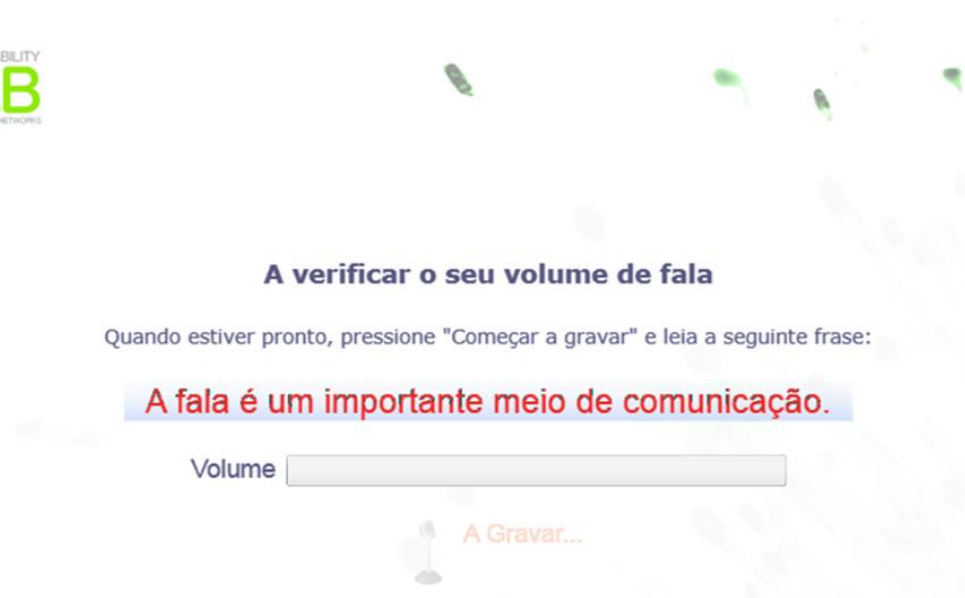 BILITY
B
NETWORKS
A verificar o seu volume de fala
Quando estiver pronto, pressione "Começar a gravar" e leia a seguinte frase:
A fala é um importante meio de comunicação.
Volume
A Gravar...